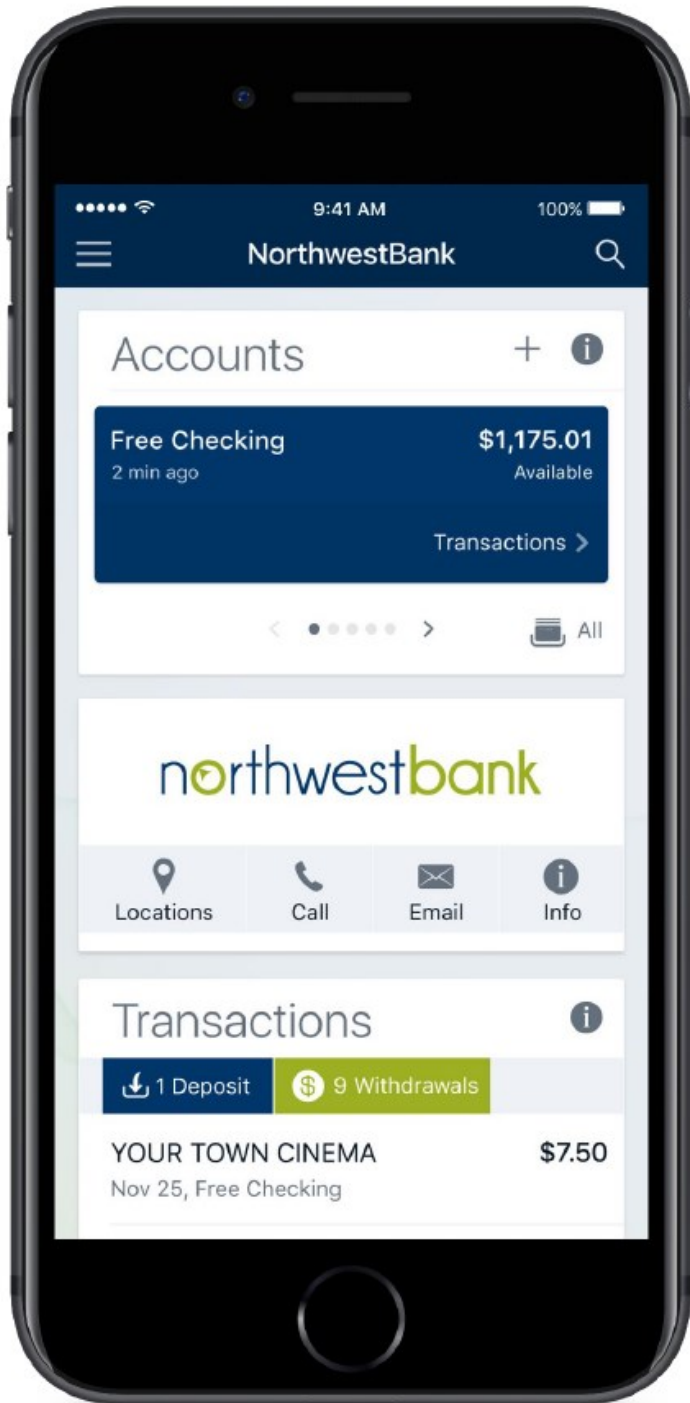 9:41 AM 100%
NorthwestBank
Accounts
Free Checking $1,175.01
2 min ago Available
Transactions
All
northwestbank
Locations Call Email Info
Transactions
1 Deposit $ 9 Withdrawals
YOUR TOWN CINEMA $7.50
Nov 25, Free Checking